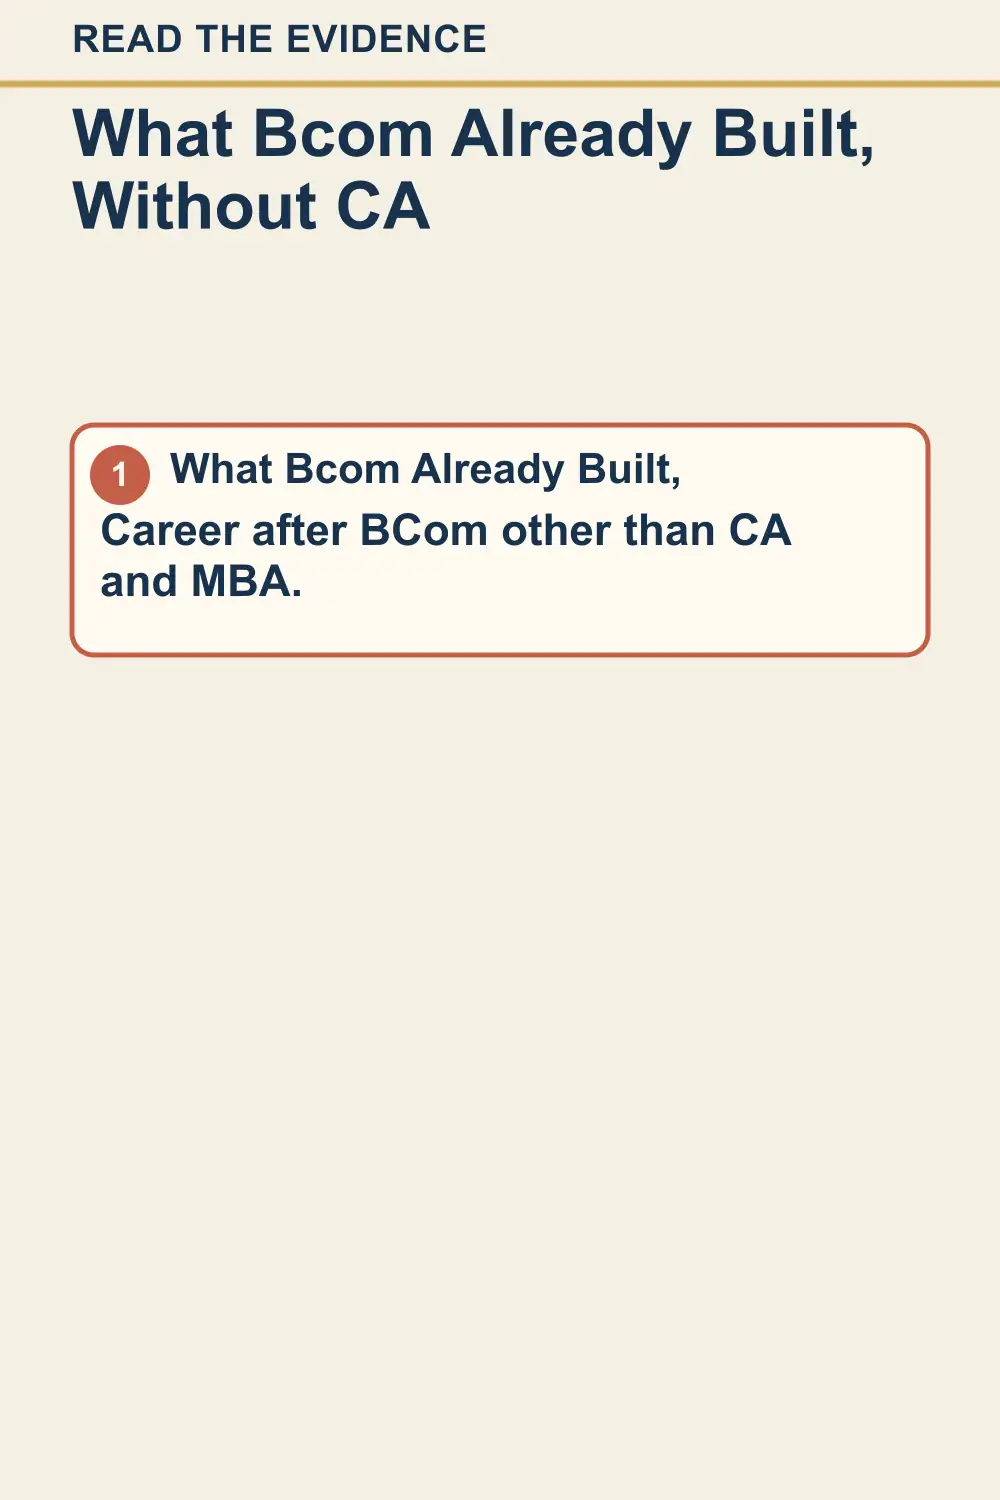 READ THE EVIDENCE
What Bcom Already Built,
Without CA
1 What Bcom Already Built,
Career after BCom other than CA
and MBA.